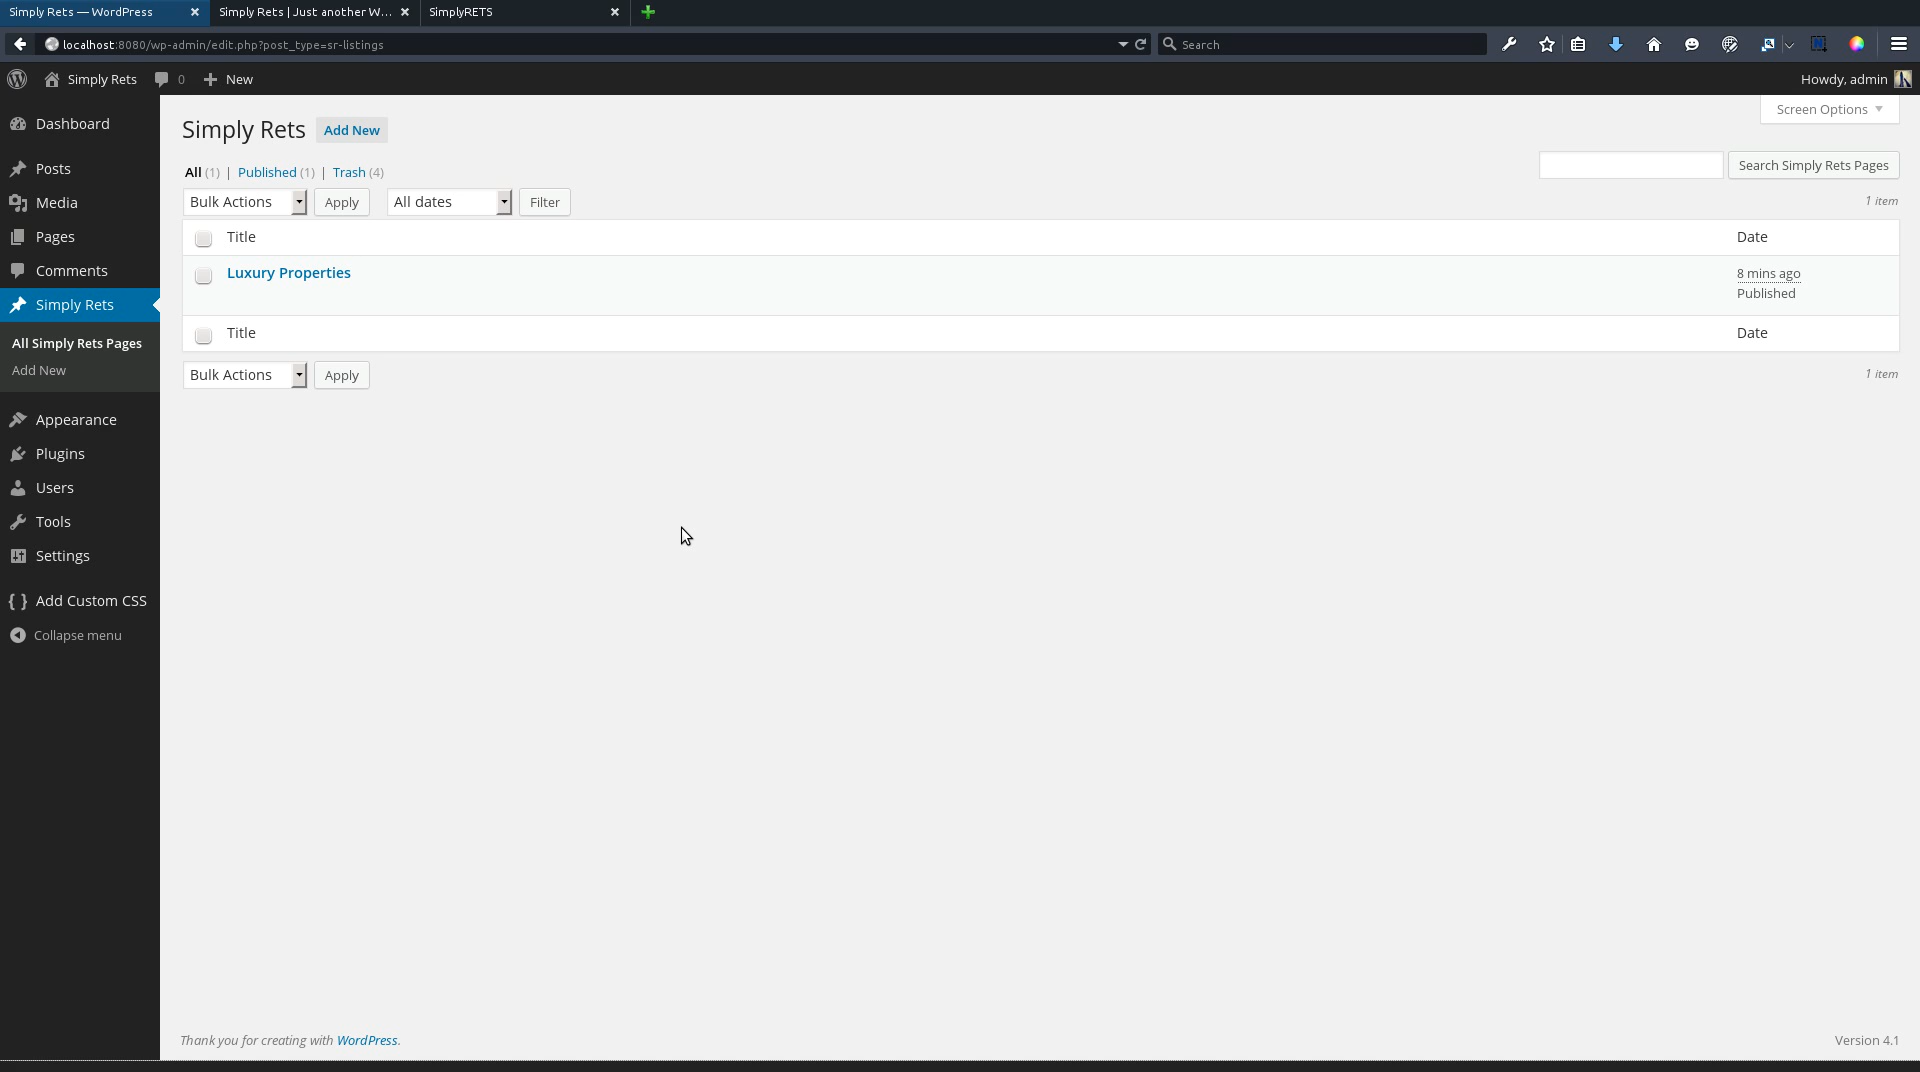 Simply Rets — WordPress
Simply Rets | Just another W...
SimplyRETS
localhost:8080/wp-admin/edit.php?post_type=sr-listings
Search
Simply Rets
0
New
Howdy, admin
Dashboard
Posts
Media
Pages
Comments
Simply Rets
All Simply Rets Pages
Add New
Appearance
Plugins
Users
Tools
Settings
Add Custom CSS
Collapse menu
Screen Options
Simply Rets Add New
All (1) | Published (1) | Trash (4)
Search Simply Rets Pages
Bulk Actions Apply All dates Filter
1 item
Title Date
Luxury Properties 8 mins ago
Published
Title Date
Bulk Actions Apply
1 item
Thank you for creating with WordPress.
Version 4.1